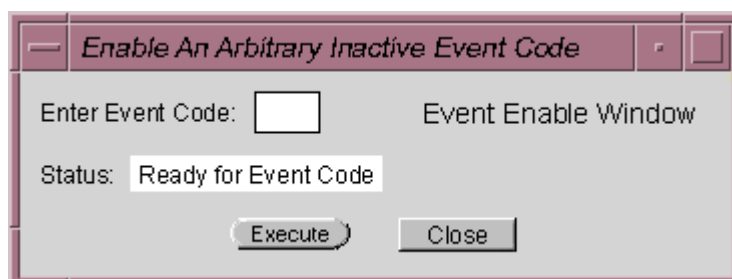 Enable An Arbitrary Inactive Event Code
Enter Event Code: Event Enable Window
Status: Ready for Event Code
Execute Close